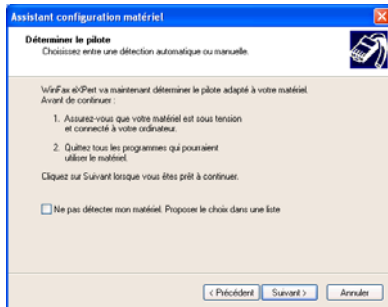 Assistant configuration matériel
Déterminer le pilote
Choisissez entre une détection automatique ou manuelle.
WinFax eXPert va maintenant déterminer le pilote adapté à votre matériel.
Avant de continuer :
1. Assurez-vous que votre matériel est sous tension
et connecté à votre ordinateur.
2. Quittez tous les programmes qui pourraient
utiliser le matériel.
Cliquez sur Suivant lorsque vous êtes prêt à continuer.
Ne pas détecter mon matériel. Proposer le choix dans une liste
< Précédent Suivant > Annuler